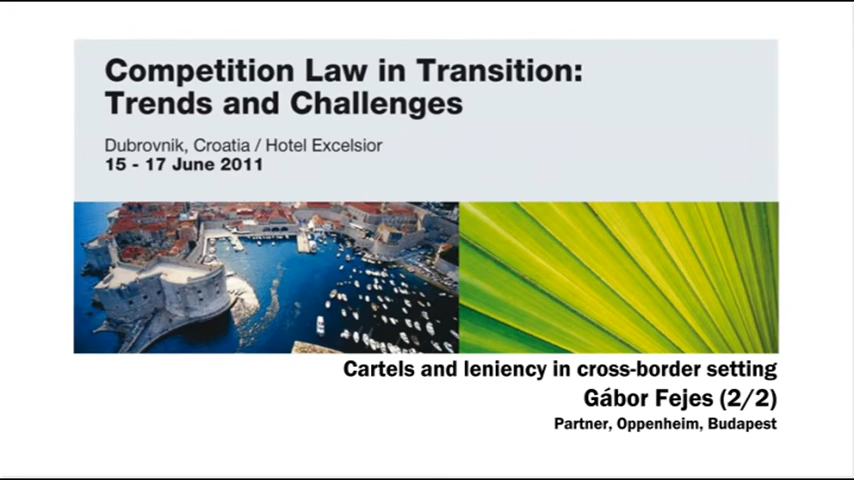 Competition Law in Transition:
Trends and Challenges
Dubrovnik, Croatia / Hotel Excelsior
15 - 17 June 2011
Cartels and leniency in cross-border setting
Gábor Fejes (2/2)
Partner, Oppenheim, Budapest